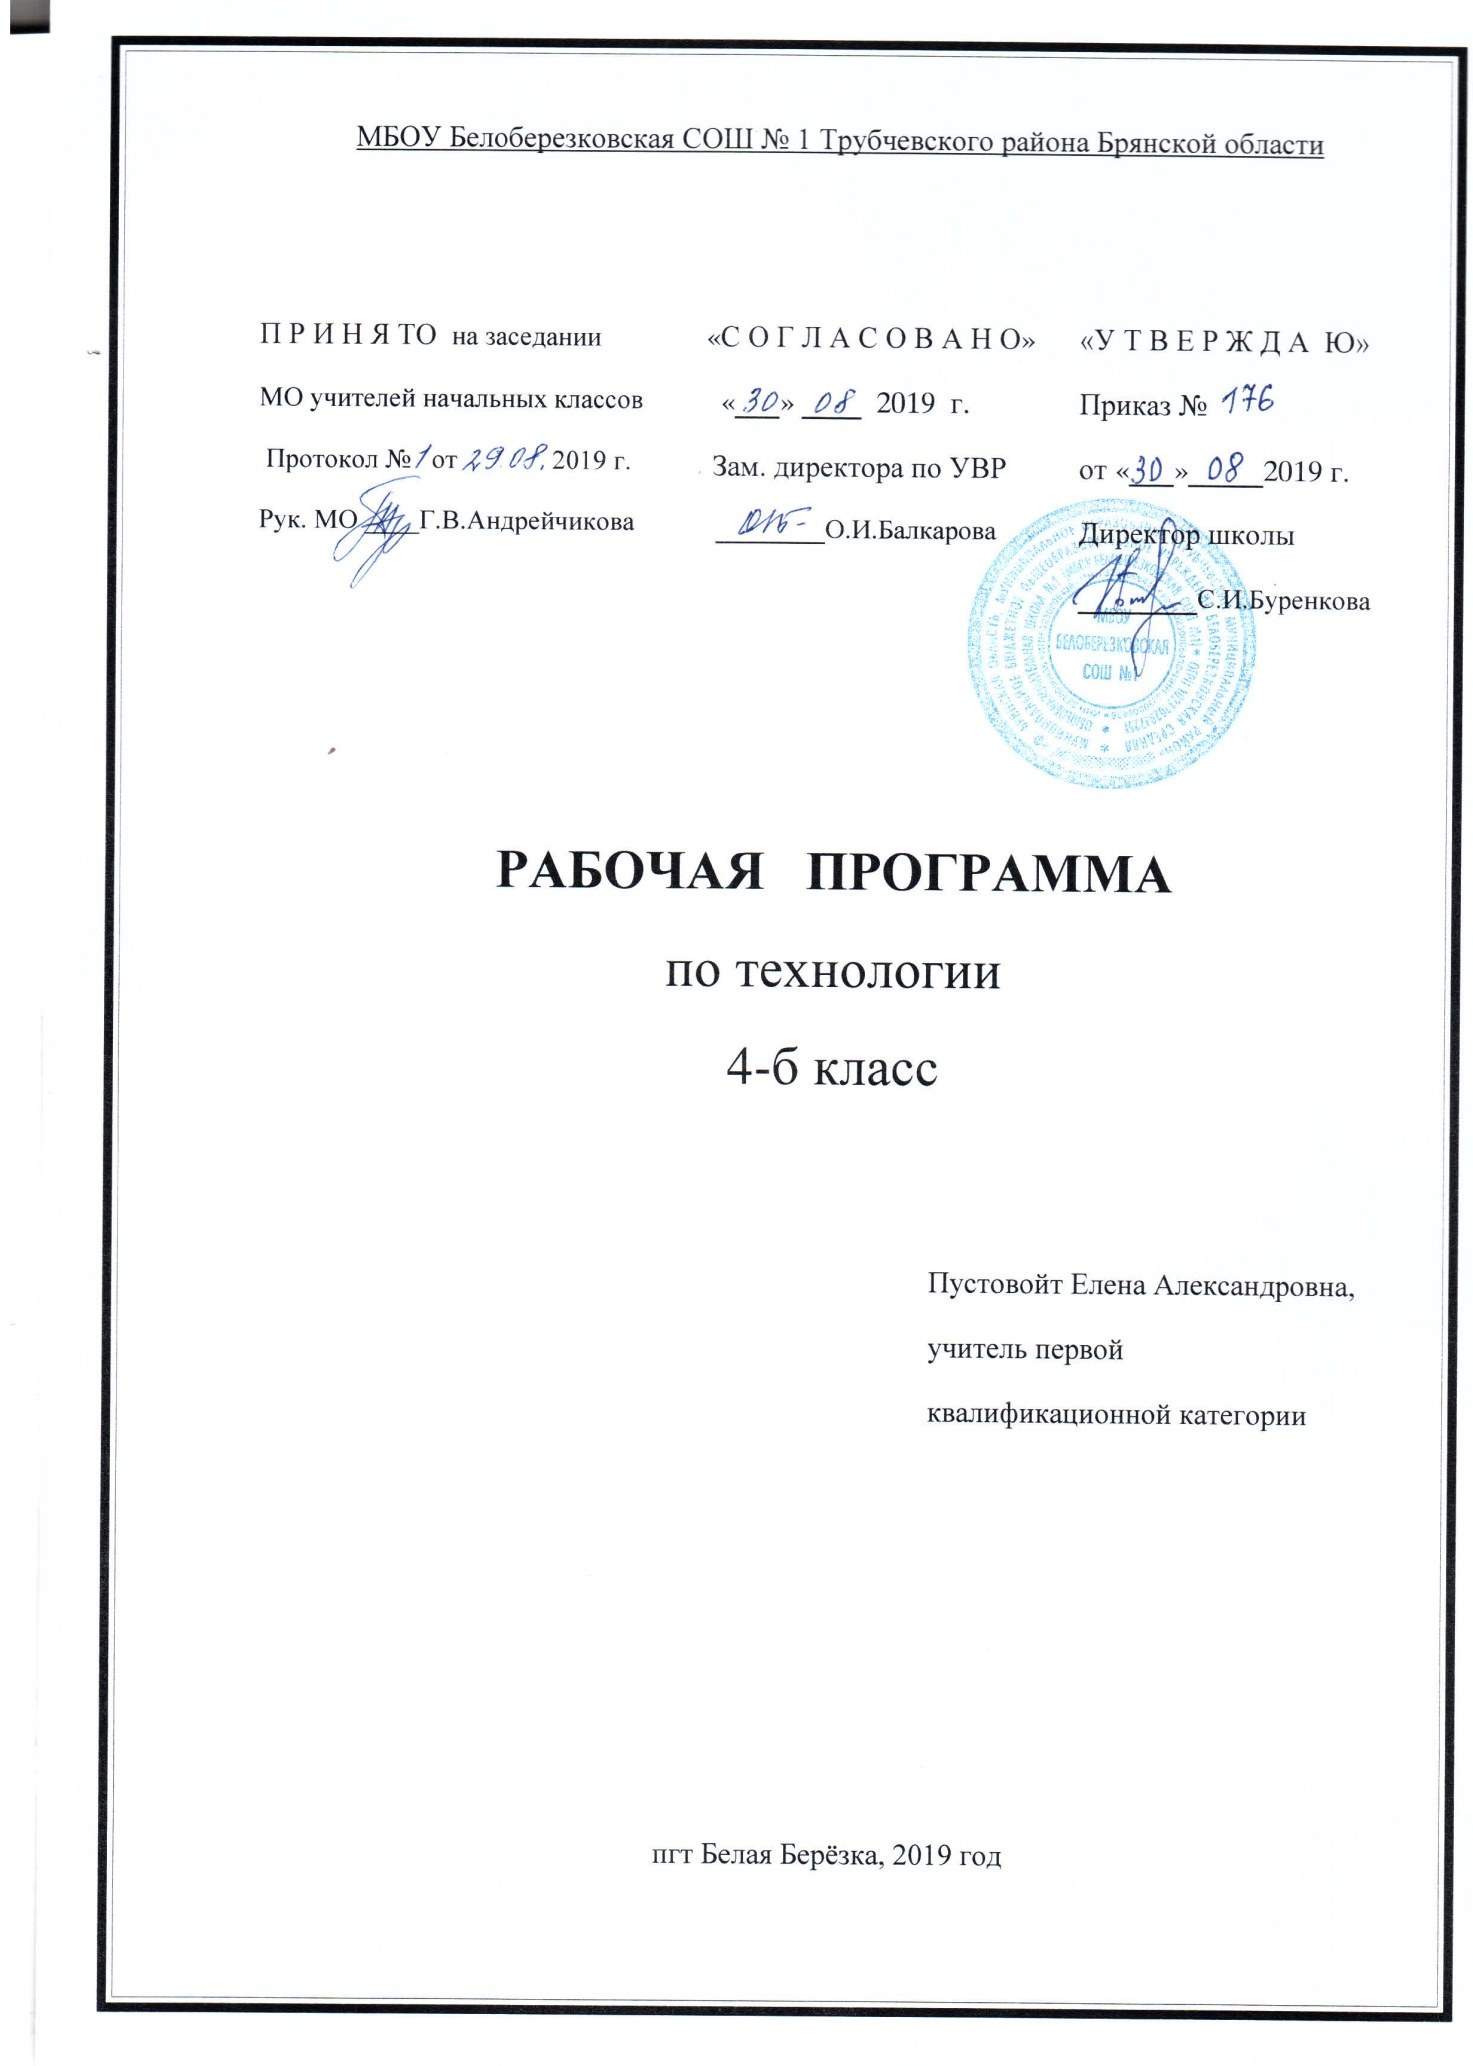 МБОУ Белоберезковская СОШ № 1 Трубчевского района Брянской области
П Р И Н Я ТО на заседании
МО учителей начальных классов
Протокол №1 от 29.08.2019 г.
Рук. МО Г.В.Андрейчикова
«С О Г Л А С О В А Н О»
«30» 08 2019 г.
Зам. директора по УВР
О.И.Балкарова
«У Т В Е Р Ж Д А Ю»
Приказ № 176
от «30» 08 2019 г.
Директор школы
С.И.Буренкова
МБОУ
БЕЛОБЕРЕЗКОВСКАЯ
СОШ №1
РАБОЧАЯ ПРОГРАММА
по технологии
4-б класс
Пустовойт Елена Александровна,
учитель первой
квалификационной категории
пгт Белая Берёзка, 2019 год